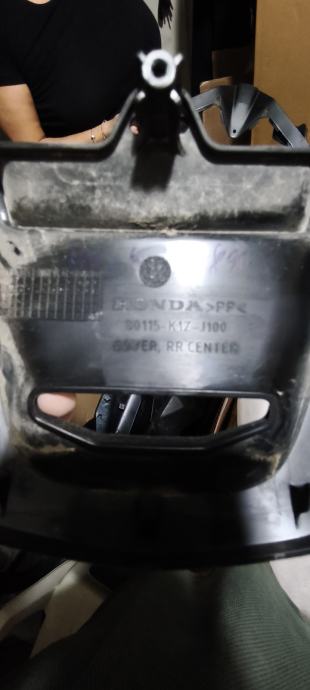 HONDA >PP<
80115-K1Z-J100
COVER, RR CENTER